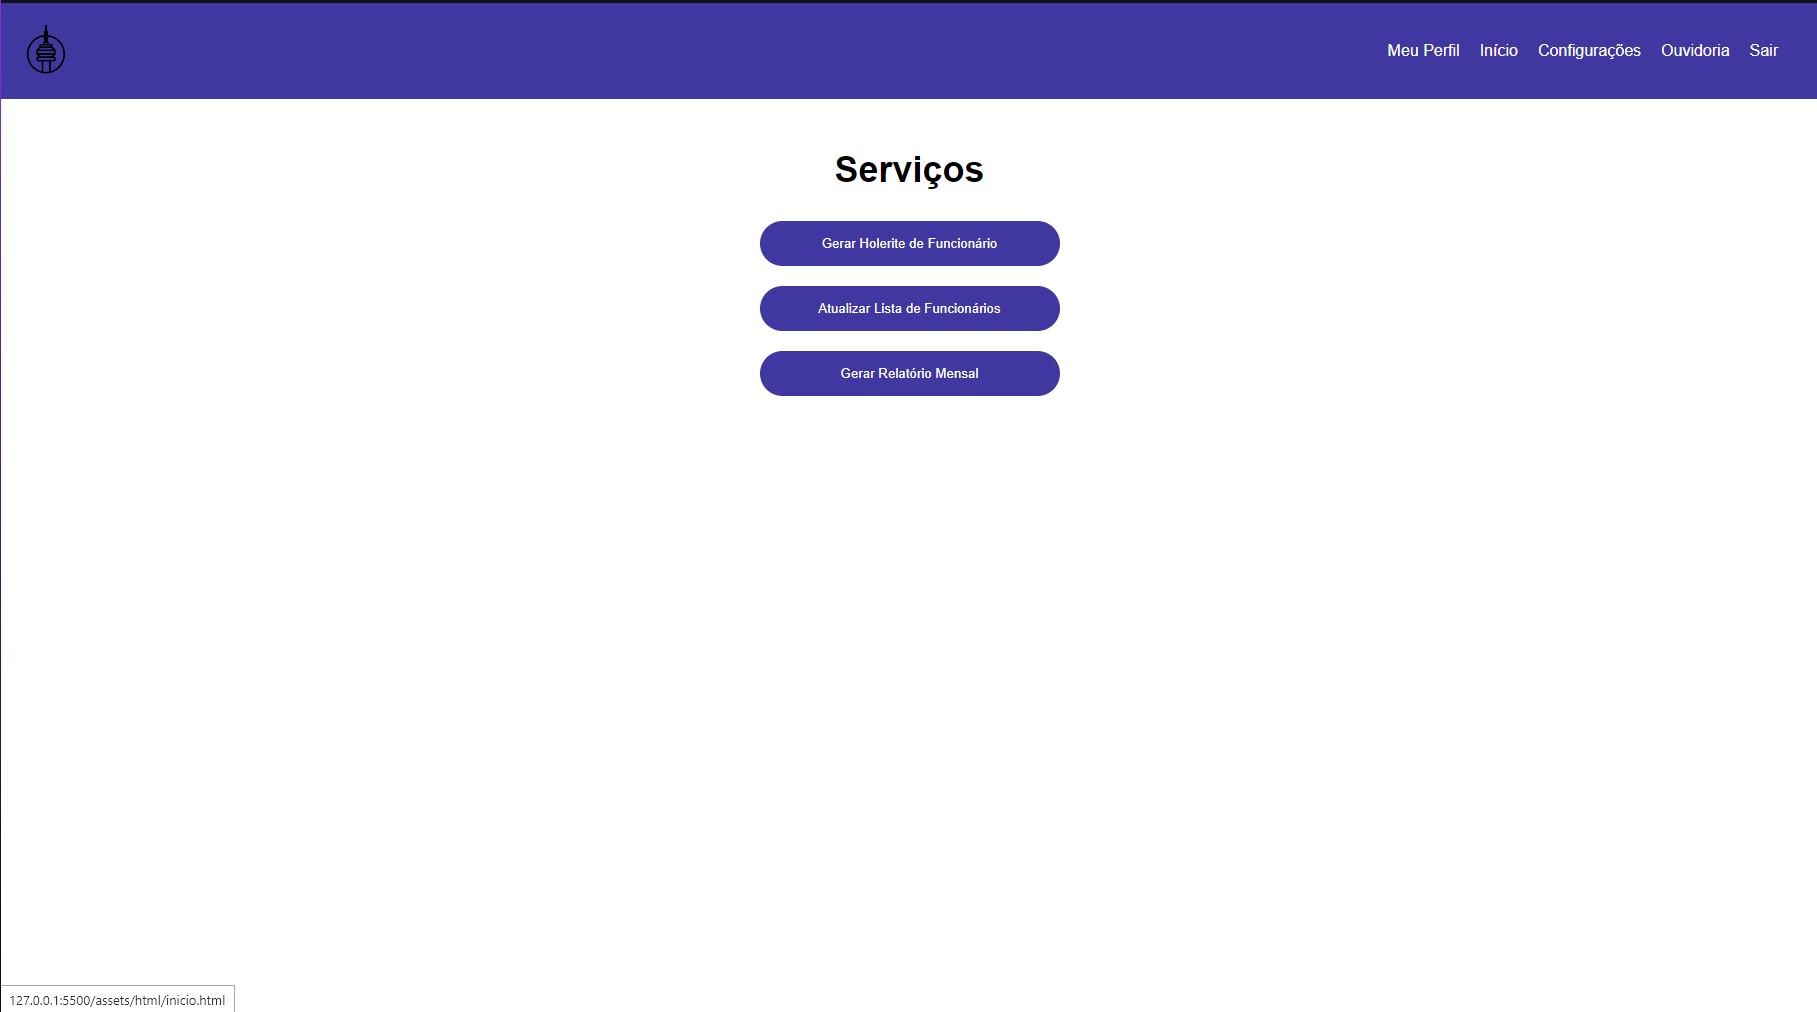 Meu Perfil Início Configurações Ouvidoria Sair
Serviços
Gerar Holerite de Funcionário
Atualizar Lista de Funcionários
Gerar Relatório Mensal
127.0.0.1:5500/assets/html/inicio.html